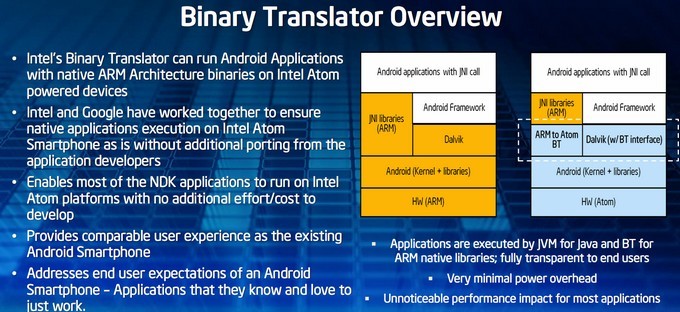 Binary Translator Overview
• Intel's Binary Translator can run Android Applications
with native ARM Architecture binaries on Intel Atom
powered devices
• Intel and Google have worked together to ensure
native applications execution on Intel Atom
Smartphone as is without additional porting from the
application developers
• Enables most of the NDK applications to run on Intel
Atom platforms with no additional effort/cost to
develop
• Provides comparable user experience as the existing
Android Smartphone
• Addresses end user expectations of an Android
Smartphone – Applications that they know and love to
just work.
Android applications with JNI call
JNI libraries
(ARM)
Android Framework
Dalvik
Android (Kernel + libraries)
HW (ARM)
Android applications with JNI call
JNI libraries
(ARM)
Android Framework
ARM to Atom
BT
Dalvik (w/BT interface)
Android (Kernel + libraries)
HW (Atom)
▪ Applications are executed by JVM for Java and BT for
ARM native libraries; fully transparent to end users
▪ Very minimal power overhead
▪ Unnoticeable performance impact for most applications